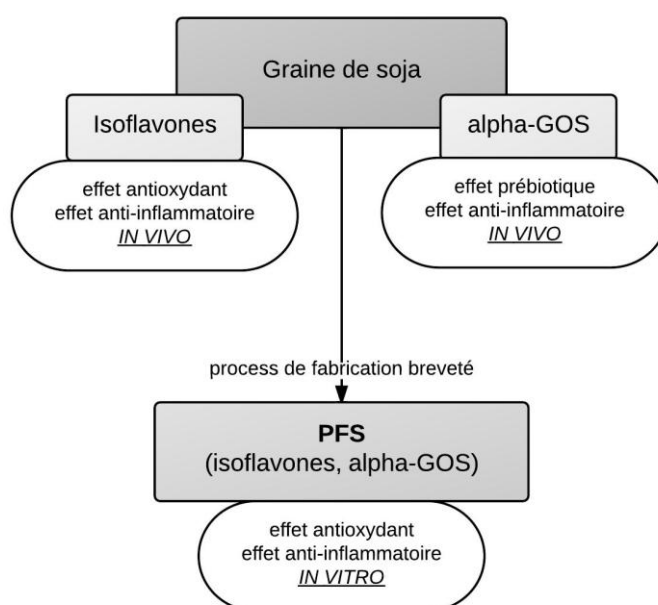 Graine de soja
Isoflavones
alpha-GOS
effet antioxydant
effet anti-inflammatoire
IN VIVO
effet prébiotique
effet anti-inflammatoire
IN VIVO
process de fabrication breveté
PFS
(isoflavones, alpha-GOS)
effet antioxydant
effet anti-inflammatoire
IN VITRO